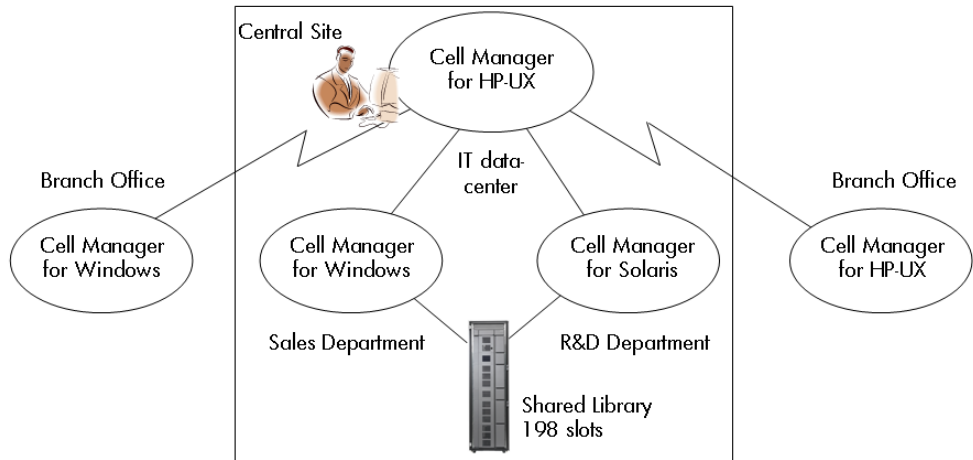 Central Site
Cell Manager
for HP-UX
IT data-
center
Branch Office
Cell Manager
for Windows
Cell Manager
for Windows
Cell Manager
for Solaris
Branch Office
Cell Manager
for HP-UX
Sales Department
R&D Department
Shared Library
198 slots